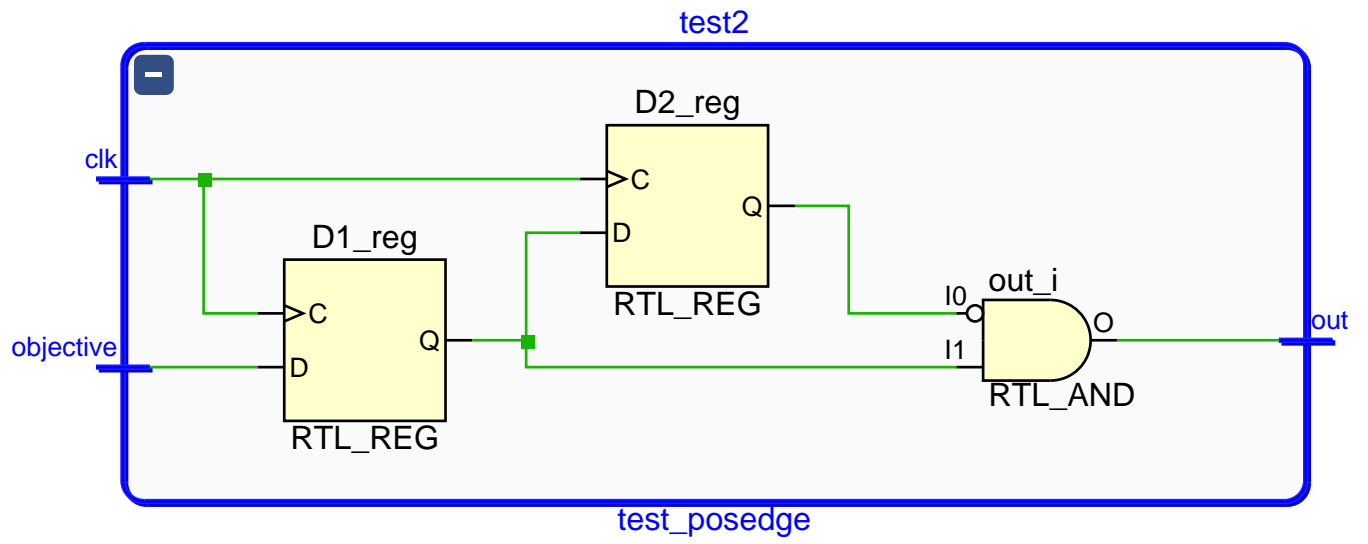 test2
D2_reg
clk
C
Q
D
D1_reg
RTL_REG
C
Q
D
RTL_REG
objective
out_i
I0
I1
O
RTL_AND
out
test_posedge